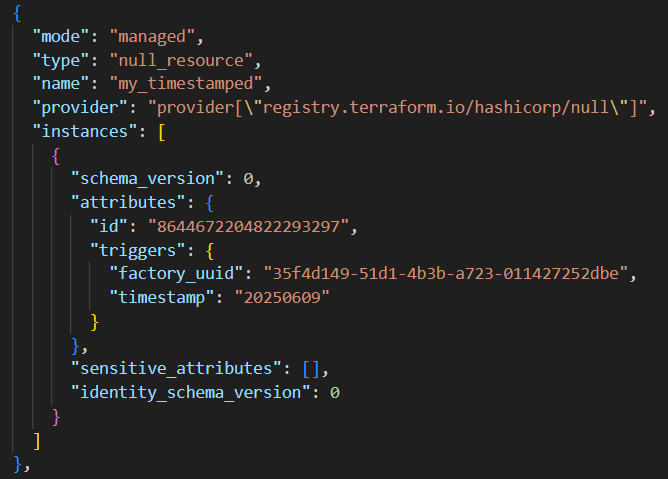 {
"mode": "managed",
"type": "null_resource",
"name": "my_timestamped",
"provider": "provider[\"registry.terraform.io/hashicorp/null\"]",
"instances": [
{
"schema_version": 0,
"attributes": {
"id": "8644672204822293297",
"triggers": {
"factory_uuid": "35f4d149-51d1-4b3b-a723-011427252dbe",
"timestamp": "20250609"
}
},
"sensitive_attributes": [],
"identity_schema_version": 0
}
]
},